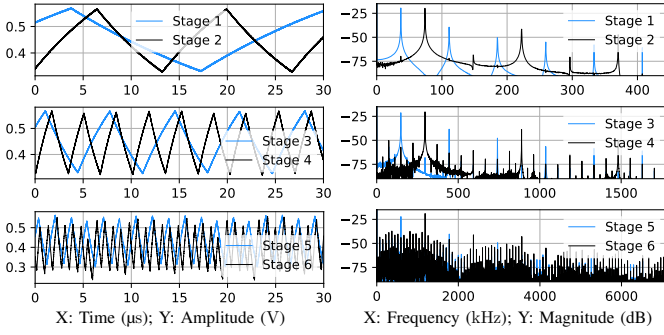 0.5
0.4
Stage 1
Stage 2
0 5 10 15 20 25 30
−25
−50
−75
Stage 1
Stage 2
0 100 200 300 400
0.5
0.4
Stage 3
Stage 4
0 5 10 15 20 25 30
−25
−50
−75
Stage 3
Stage 4
0 500 1000 1500
0.5
0.4
0.3
Stage 5
Stage 6
0 5 10 15 20 25 30
−25
−50
−75
Stage 5
Stage 6
0 2000 4000 6000
X: Time (μs); Y: Amplitude (V)
X: Frequency (kHz); Y: Magnitude (dB)